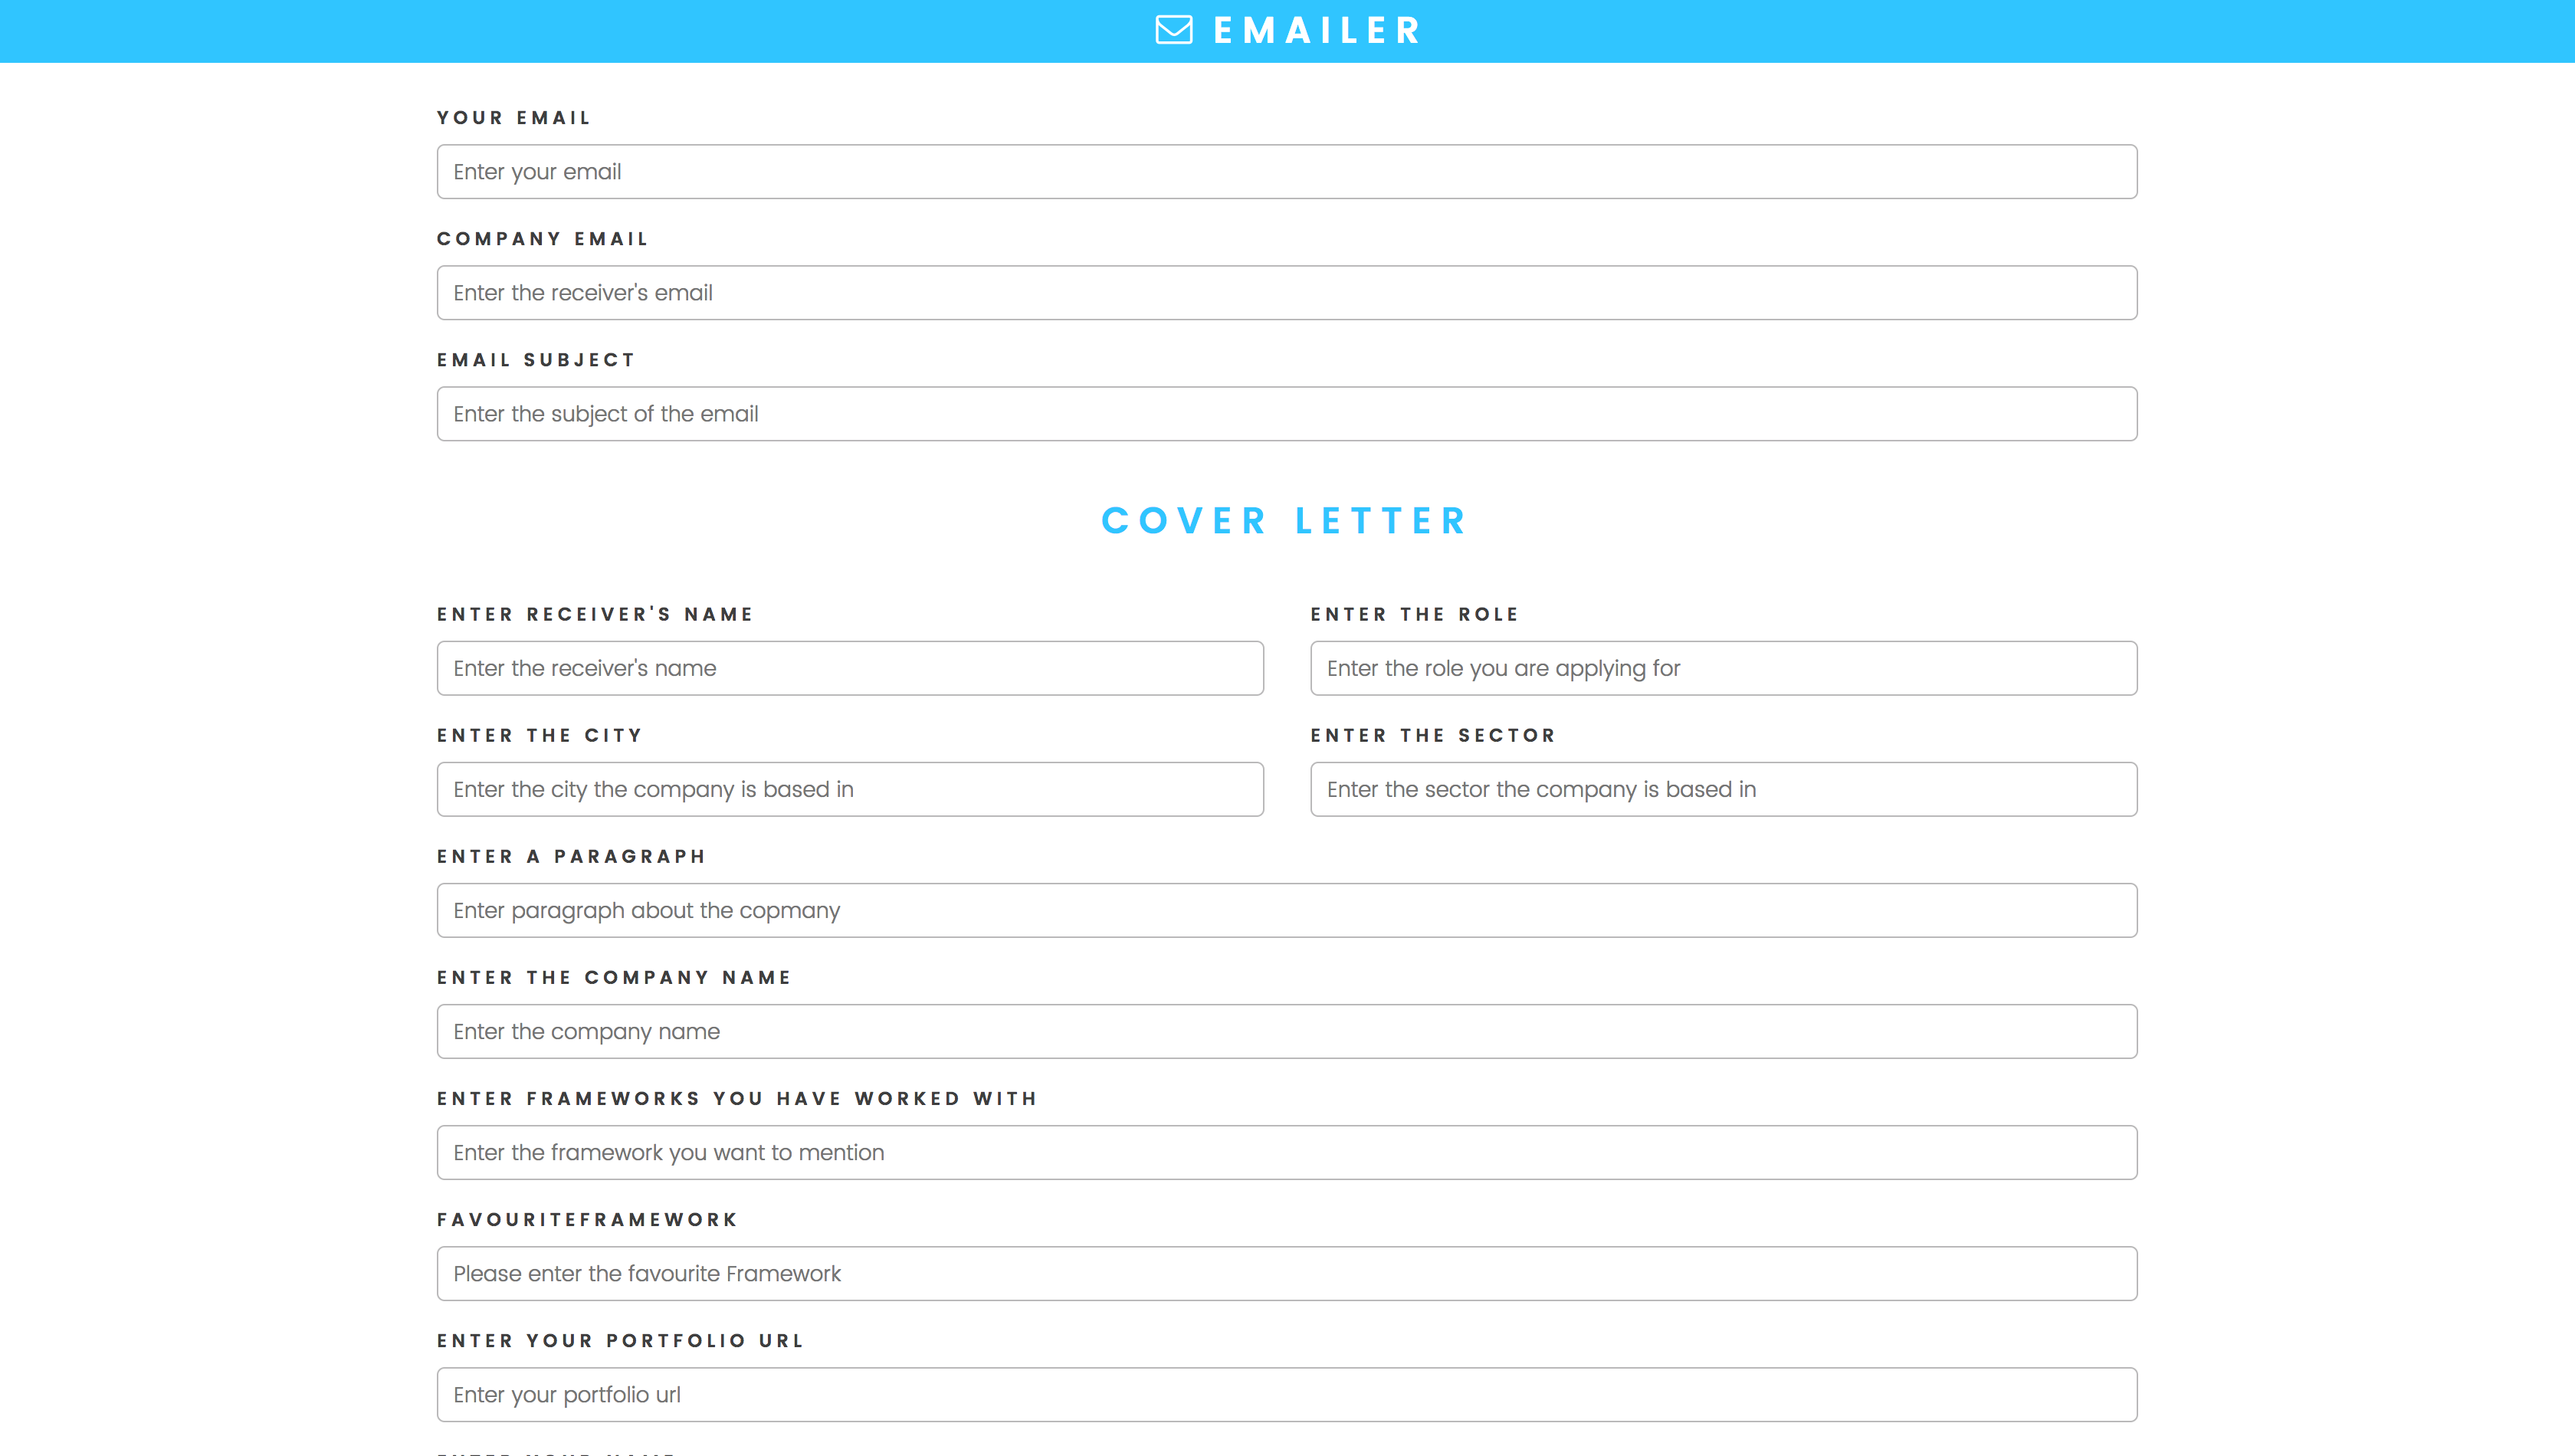 EMAILER
YOUR EMAIL
Enter your email
COMPANY EMAIL
Enter the receiver's email
EMAIL SUBJECT
Enter the subject of the email
COVER LETTER
ENTER RECEIVER'S NAME
Enter the receiver's name
ENTER THE ROLE
Enter the role you are applying for
ENTER THE CITY
Enter the city the company is based in
ENTER THE SECTOR
Enter the sector the company is based in
ENTER A PARAGRAPH
Enter paragraph about the copmany
ENTER THE COMPANY NAME
Enter the company name
ENTER FRAMEWORKS YOU HAVE WORKED WITH
Enter the framework you want to mention
FAVOURITEFRAMEWORK
Please enter the favourite Framework
ENTER YOUR PORTFOLIO URL
Enter your portfolio url